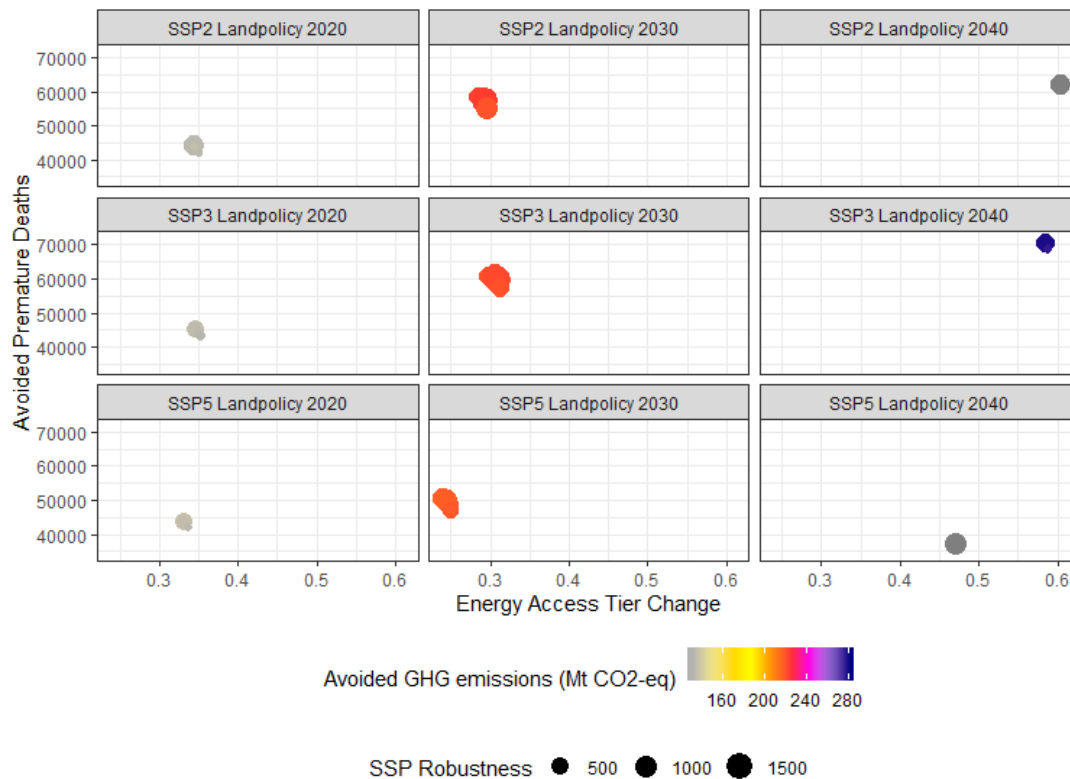 SSP2 Landpolicy 2020 SSP2 Landpolicy 2030 SSP2 Landpolicy 2040
70000
60000
50000
40000
SSP3 Landpolicy 2020 SSP3 Landpolicy 2030 SSP3 Landpolicy 2040
70000
60000
50000
40000
SSP5 Landpolicy 2020 SSP5 Landpolicy 2030 SSP5 Landpolicy 2040
70000
60000
50000
40000
Avoided Premature Deaths
0.3 0.4 0.5 0.6 0.3 0.4 0.5 0.6 0.3 0.4 0.5 0.6
Energy Access Tier Change
Avoided GHG emissions (Mt CO2-eq)
160 200 240 280
SSP Robustness 500 1000 1500